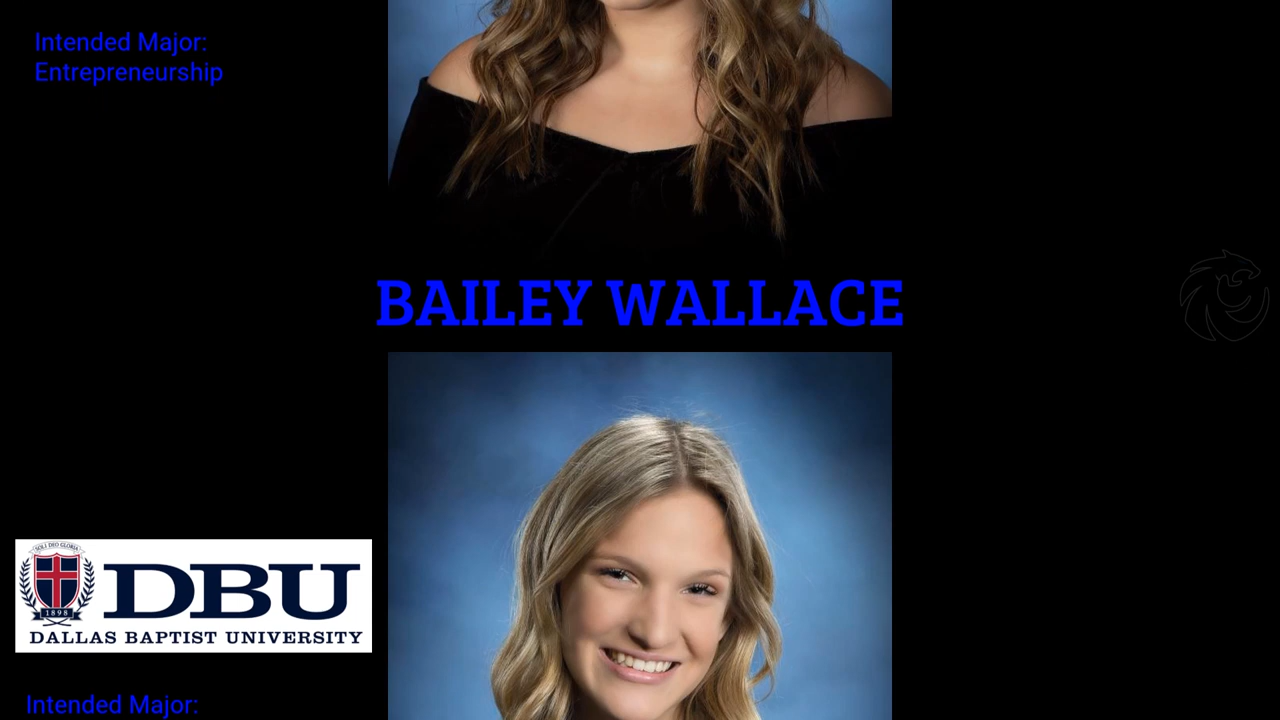 Intended Major:
Entrepreneurship
BAILEY WALLACE
SOLI DEO GLORIA
1898
DBU
DALLAS BAPTIST UNIVERSITY
Intended Major: